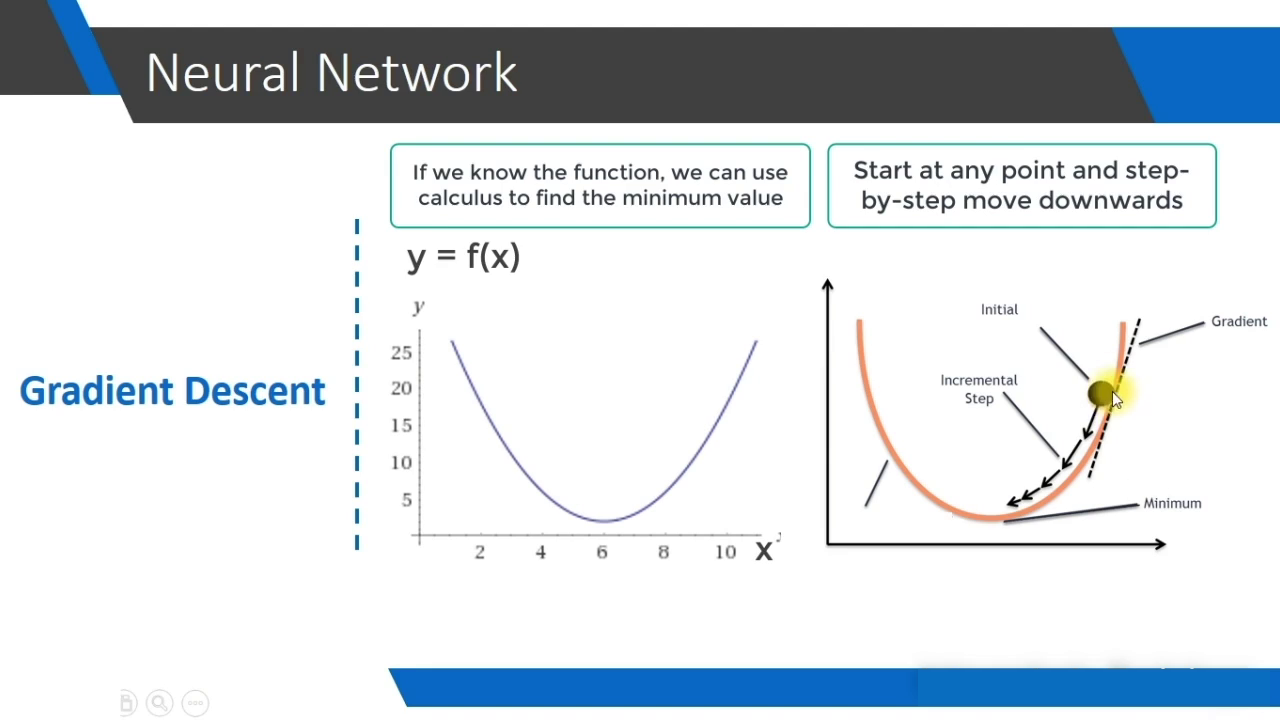 Neural Network
If we know the function, we can use
calculus to find the minimum value
Start at any point and step-
by-step move downwards
y = f(x)
y
25
20
15
10
5
2 4 6 8 10 x
Gradient Descent
Initial
Gradient
Incremental
Step
Minimum